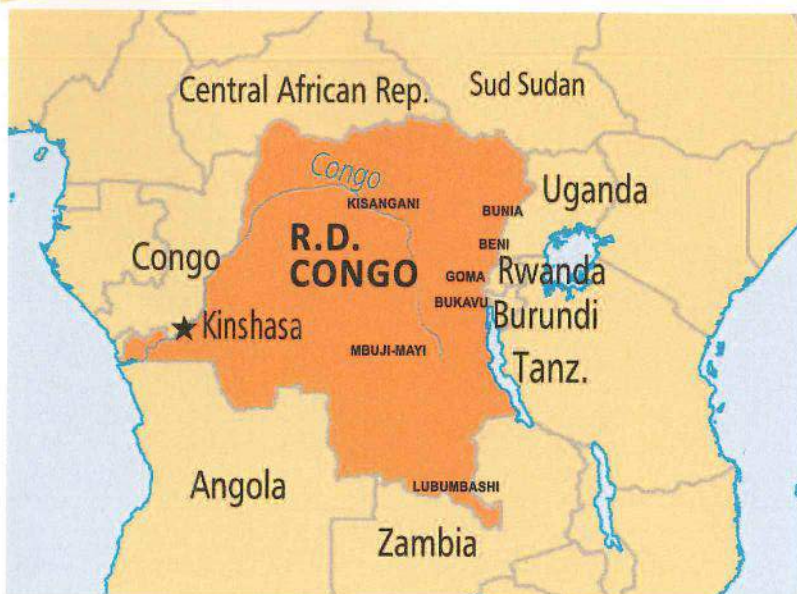 Central African Rep.
Sud Sudan
Congo
KISANGANI
BUNIA
Uganda
R.D.
CONGO
BENI
Congo
GOMA
Rwanda
BUKAVU
Burundi
Kinshasa
MBUJI-MAYI
Tanz.
Angola
LUBUMBASHI
Zambia